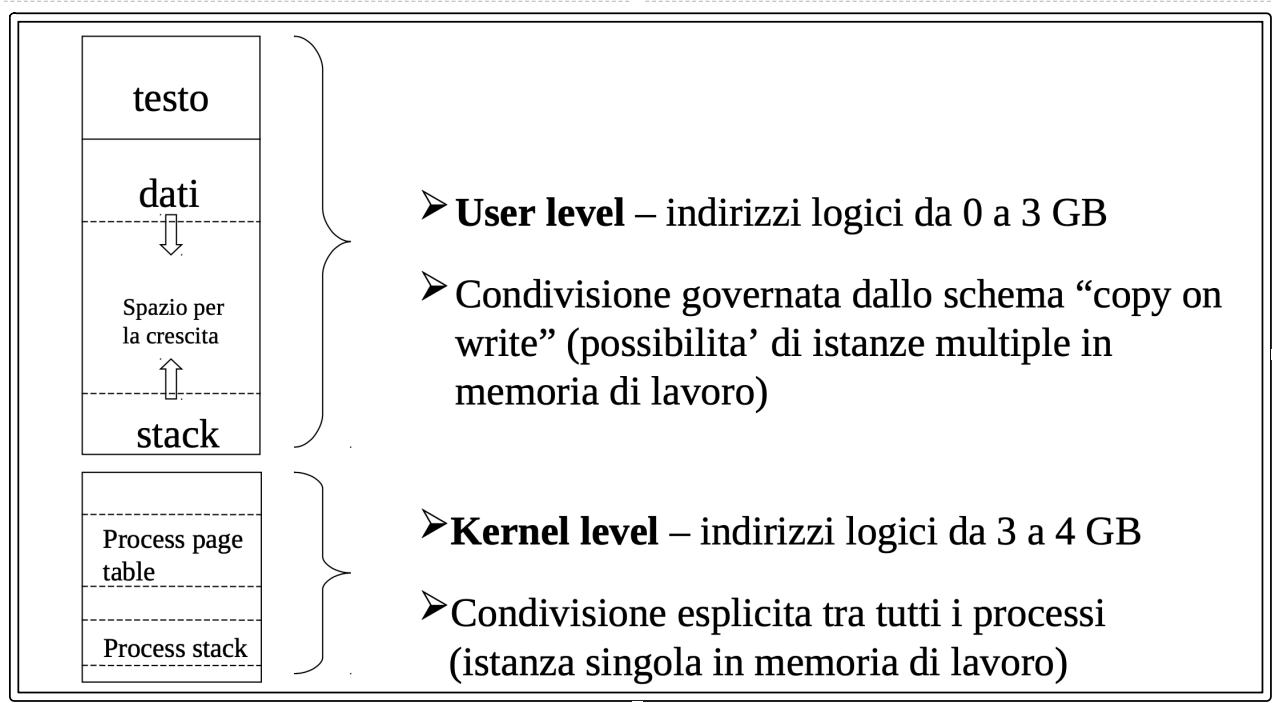 testo
dati
Spazio per
la crescita
stack
Process page
table
Process stack
User level – indirizzi logici da 0 a 3 GB
Condivisione governata dallo schema “copy on
write” (possibilita’ di istanze multiple in
memoria di lavoro)
Kernel level – indirizzi logici da 3 a 4 GB
Condivisione esplicita tra tutti i processi
(istanza singola in memoria di lavoro)